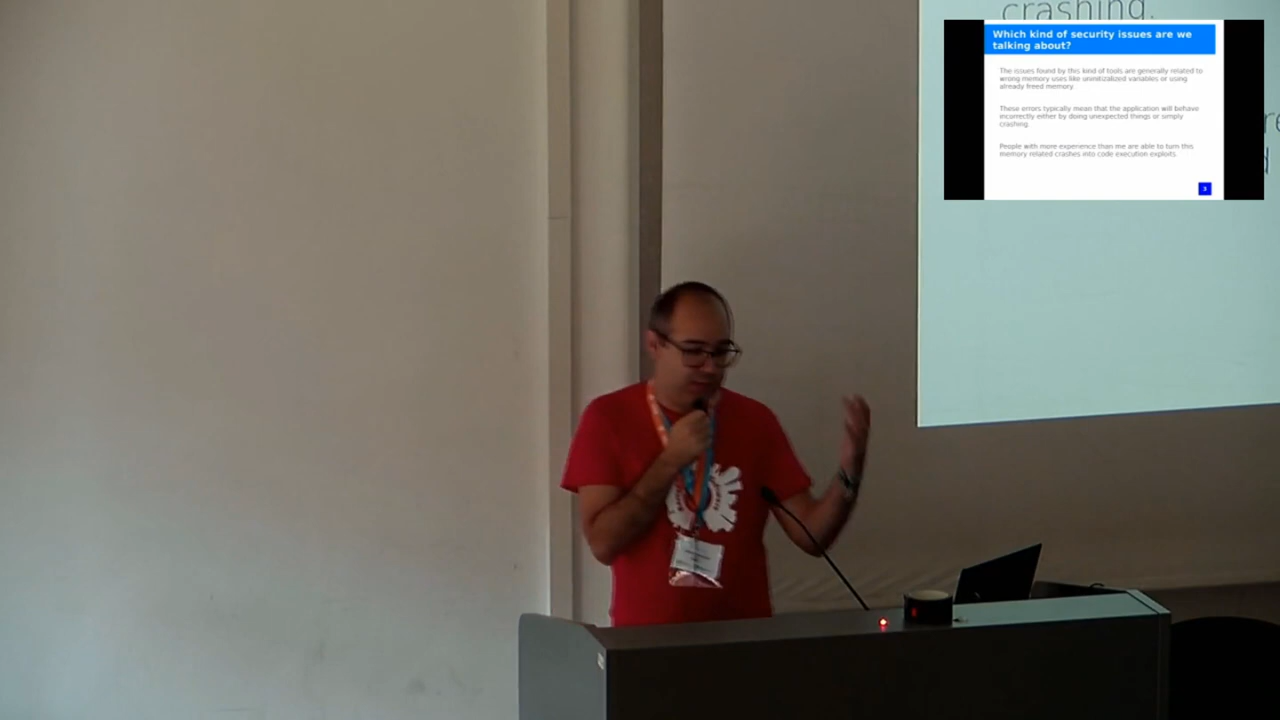 crashing.
Which kind of security issues are we
talking about?
The issues found by this kind of tools are generally related to
wrong memory uses like uninitizalized variables or using
already freed memory.
These errors typically mean that the application will behave
incorrectly either by doing unexpected things or simply
crashing.
People with more experience than me are able to turn this
memory related crashes into code execution exploits.
3